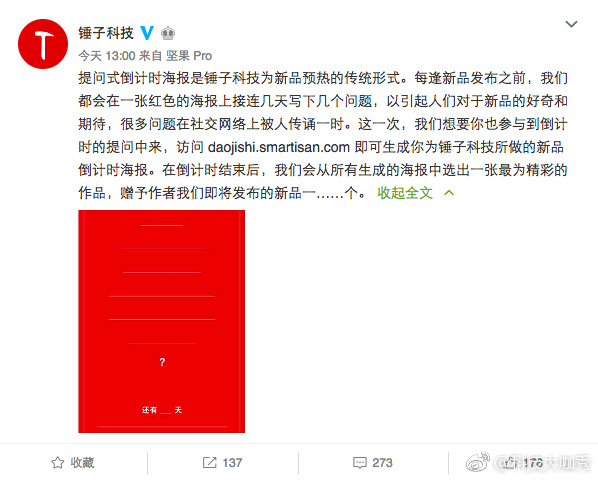 锤子科技
今天 13:00 来自 坚果 Pro
提问式倒计时海报是锤子科技为新品预热的传统形式。每逢新品发布之前，我们
都会在一张红色的海报上接连几天写下几个问题，以引起人们对于新品的好奇和
期待，很多问题在社交网络上被人传诵一时。这一次，我们想要你也参与到倒计
时的提问中来，访问 daojishi.smartisan.com 即可生成你为锤子科技所做的新品
倒计时海报。在倒计时结束后，我们会从所有生成的海报中选出一张最为精彩的
作品，赠予作者我们即将发布的新品一……个。 收起全文
?
还有 ___ 天
收藏 137 273 176